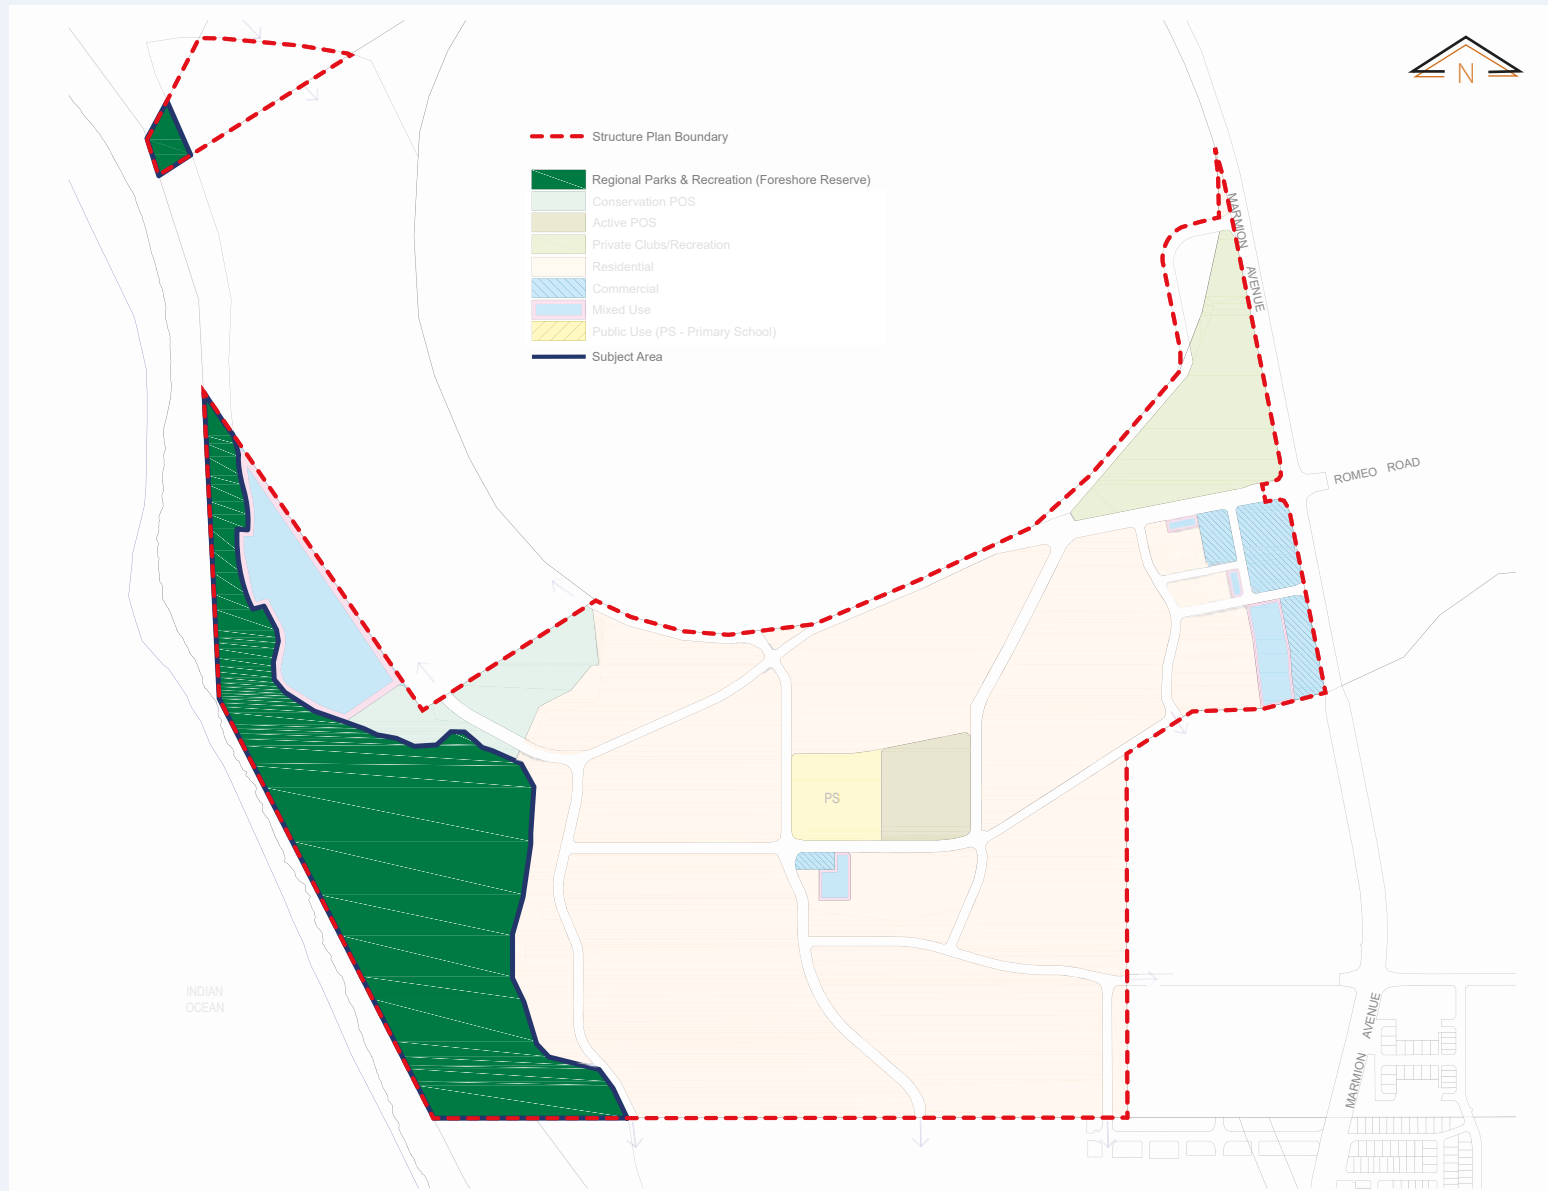 N
Structure Plan Boundary
Regional Parks & Recreation (Foreshore Reserve)
Conservation POS
Active POS
Private Clubs/Recreation
Residential
Commercial
Mixed Use
Public Use (PS - Primary School)
Subject Area
MARMION AVENUE
ROMEO ROAD
PS
INDIAN
OCEAN
MARMION AVENUE